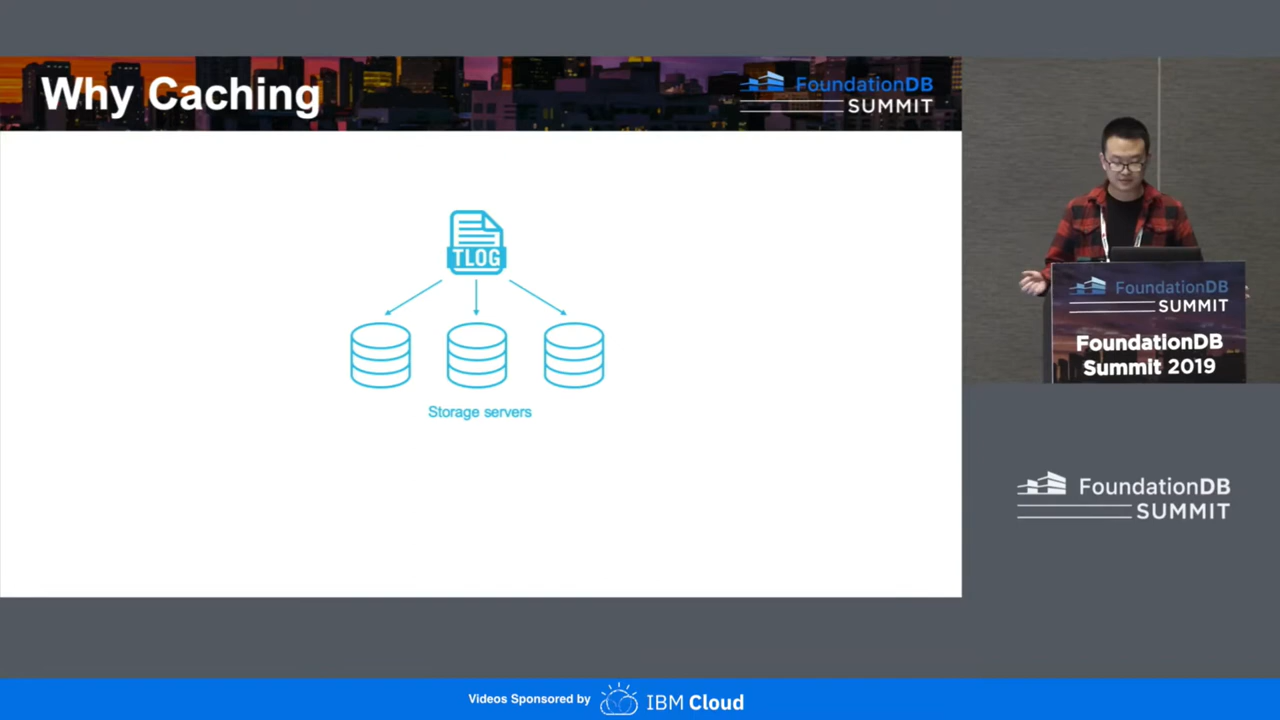 Why Caching
FoundationDB
SUMMIT
TLOG
Storage servers
FoundationDB
SUMMIT
FoundationDB
Summit 2019
FoundationDB
SUMMIT
Videos Sponsored by IBM Cloud